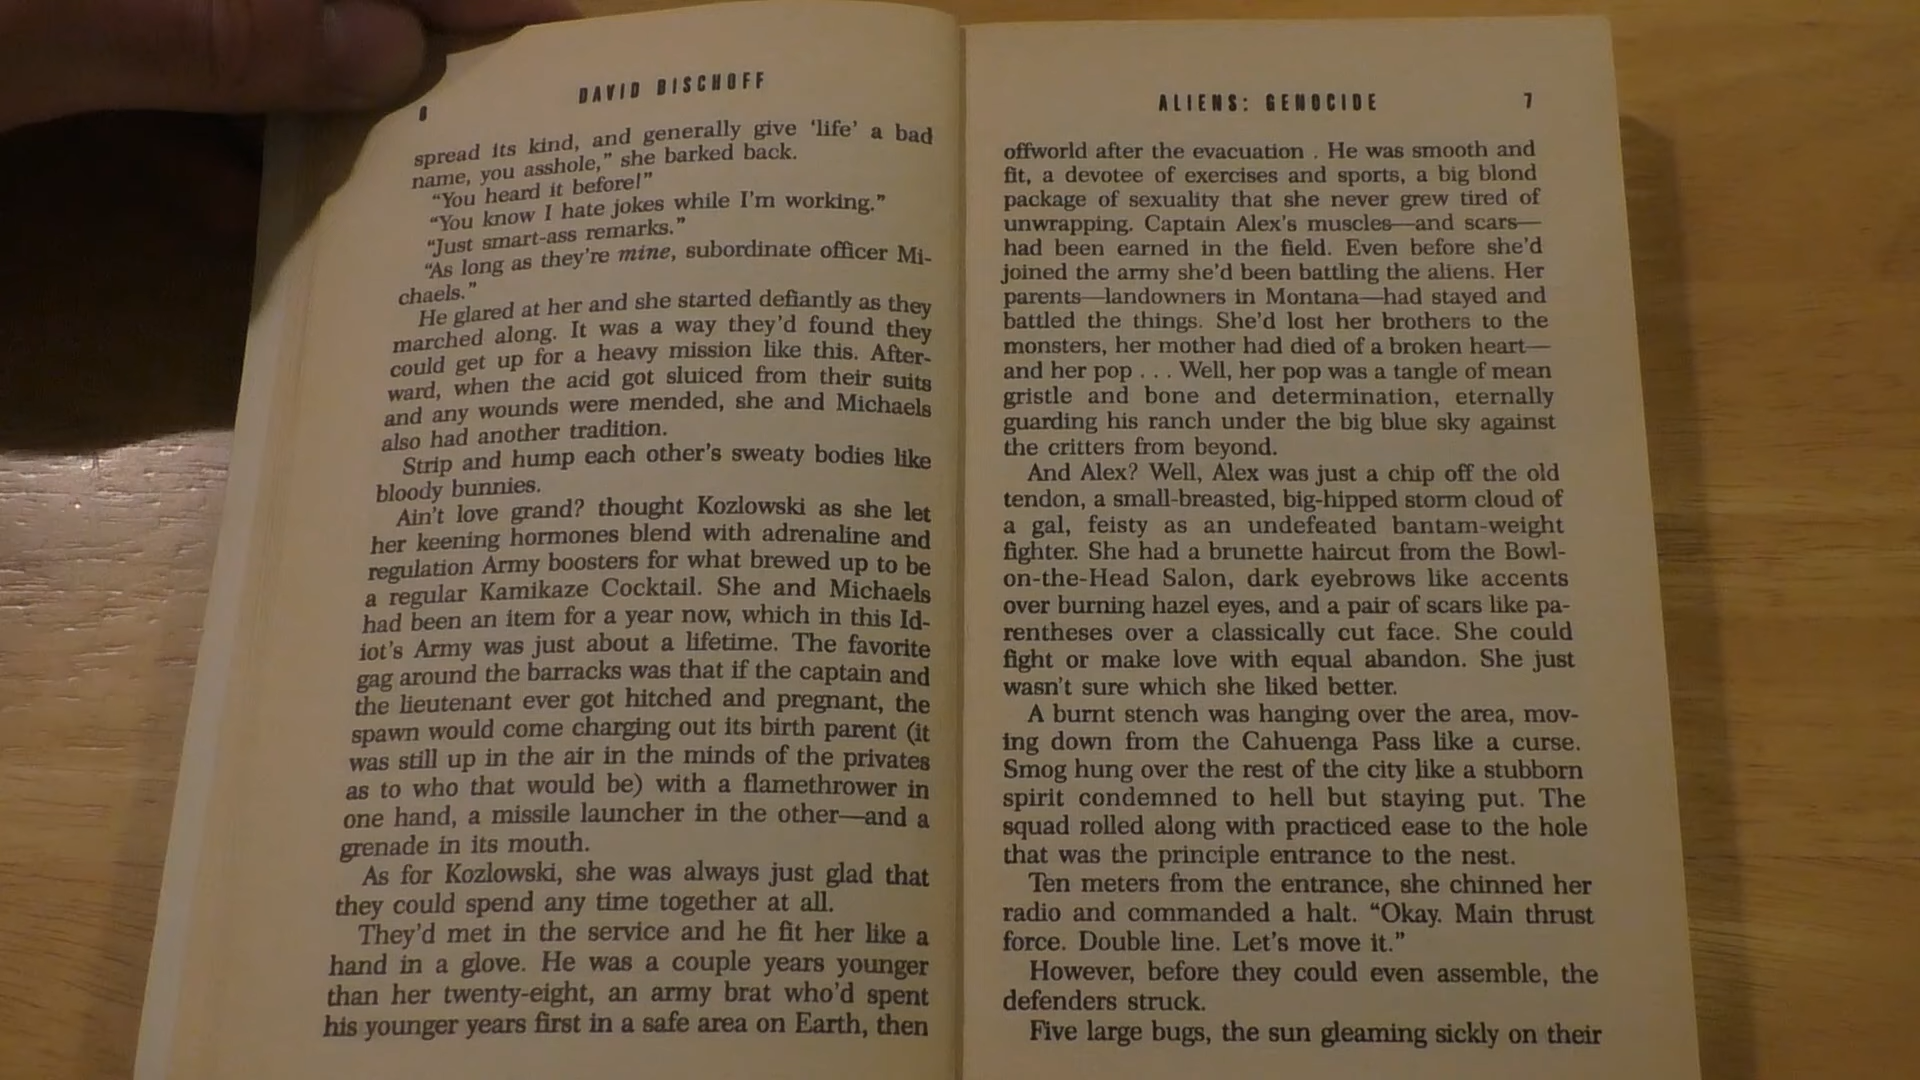 6
DAVID BISCHOFF
spread its kind, and generally give 'life' a bad
name, you asshole," she barked back.
"You heard it before!"
"You know I hate jokes while I'm working."
"Just smart-ass remarks."
"As long as they're mine, subordinate officer Mi-
chaels."
He glared at her and she started defiantly as they
marched along. It was a way they'd found they
could get up for a heavy mission like this. After-
ward, when the acid got sluiced from their suits
and any wounds were mended, she and Michaels
also had another tradition.
Strip and hump each other's sweaty bodies like
bloody bunnies.
Ain't love grand? thought Kozlowski as she let
her keening hormones blend with adrenaline and
regulation Army boosters for what brewed up to be
a regular Kamikaze Cocktail. She and Michaels
had been an item for a year now, which in this Id-
iot's Army was just about a lifetime. The favorite
gag around the barracks was that if the captain and
the lieutenant ever got hitched and pregnant, the
spawn would come charging out its birth parent (it
was still up in the air in the minds of the privates
as to who that would be) with a flamethrower in
one hand, a missile launcher in the other—and a
grenade in its mouth.
As for Kozlowski, she was always just glad that
they could spend any time together at all.
They'd met in the service and he fit her like a
hand in a glove. He was a couple years younger
than her twenty-eight, an army brat who'd spent
his younger years first in a safe area on Earth, then
ALIENS: GENOCIDE
7
offworld after the evacuation . He was smooth and
fit, a devotee of exercises and sports, a big blond
package of sexuality that she never grew tired of
unwrapping. Captain Alex's muscles—and scars—
had been earned in the field. Even before she'd
joined the army she'd been battling the aliens. Her
parents—landowners in Montana—had stayed and
battled the things. She'd lost her brothers to the
monsters, her mother had died of a broken heart—
and her pop . . . Well, her pop was a tangle of mean
gristle and bone and determination, eternally
guarding his ranch under the big blue sky against
the critters from beyond.
And Alex? Well, Alex was just a chip off the old
tendon, a small-breasted, big-hipped storm cloud of
a gal, feisty as an undefeated bantam-weight
fighter. She had a brunette haircut from the Bowl-
on-the-Head Salon, dark eyebrows like accents
over burning hazel eyes, and a pair of scars like pa-
rentheses over a classically cut face. She could
fight or make love with equal abandon. She just
wasn't sure which she liked better.
A burnt stench was hanging over the area, mov-
ing down from the Cahuenga Pass like a curse.
Smog hung over the rest of the city like a stubborn
spirit condemned to hell but staying put. The
squad rolled along with practiced ease to the hole
that was the principle entrance to the nest.
Ten meters from the entrance, she chinned her
radio and commanded a halt. "Okay. Main thrust
force. Double line. Let's move it."
However, before they could even assemble, the
defenders struck.
Five large bugs, the sun gleaming sickly on their